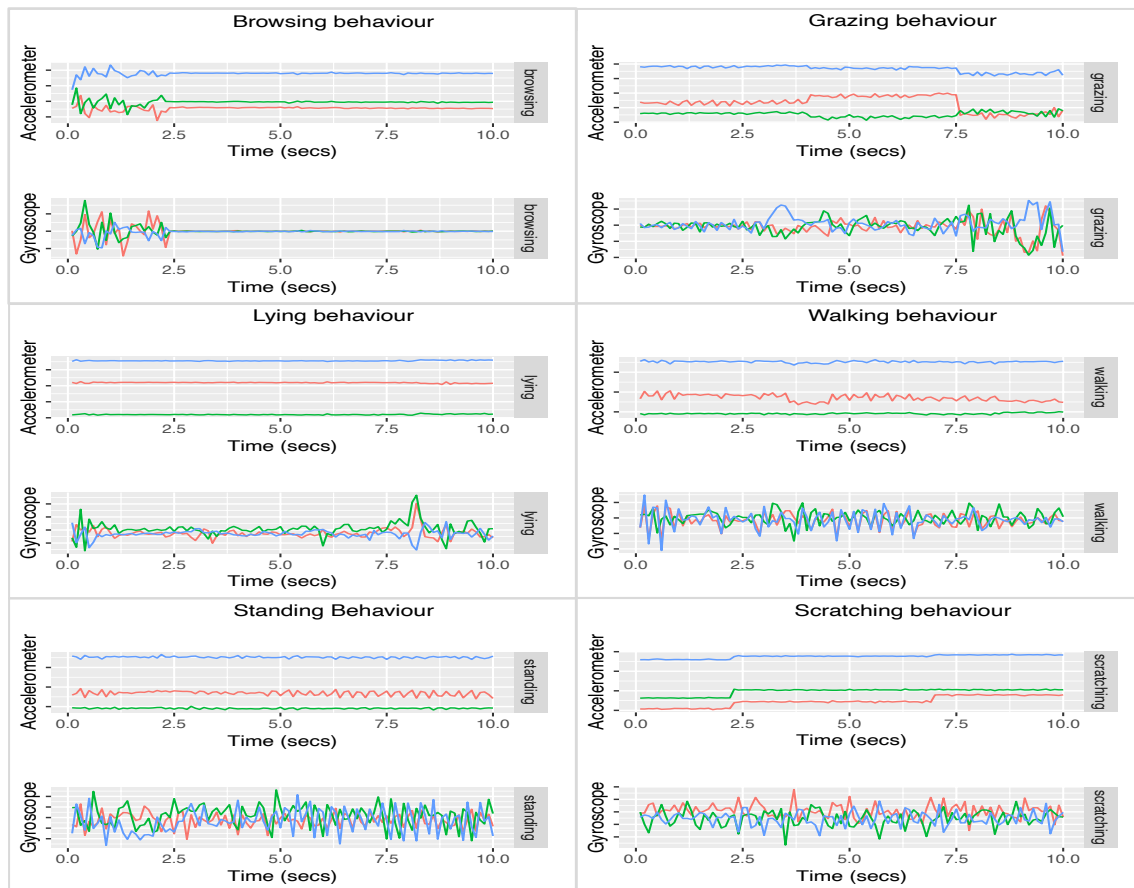 Browsing behaviour
Accelerometer
browsing
0.0 2.5 5.0 7.5 10.0
Time (secs)
Gyroscope
browsing
0.0 2.5 5.0 7.5 10.0
Time (secs)
Grazing behaviour
Accelerometer
grazing
0.0 2.5 5.0 7.5 10.0
Time (secs)
Gyroscope
grazing
0.0 2.5 5.0 7.5 10.0
Time (secs)
Lying behaviour
Accelerometer
lying
0.0 2.5 5.0 7.5 10.0
Time (secs)
Gyroscope
lying
0.0 2.5 5.0 7.5 10.0
Time (secs)
Walking behaviour
Accelerometer
walking
0.0 2.5 5.0 7.5 10.0
Time (secs)
Gyroscope
walking
0.0 2.5 5.0 7.5 10.0
Time (secs)
Standing Behaviour
Accelerometer
standing
0.0 2.5 5.0 7.5 10.0
Time (secs)
Gyroscope
standing
0.0 2.5 5.0 7.5 10.0
Time (secs)
Scratching behaviour
Accelerometer
scratching
0.0 2.5 5.0 7.5 10.0
Time (secs)
Gyroscope
scratching
0.0 2.5 5.0 7.5 10.0
Time (secs)